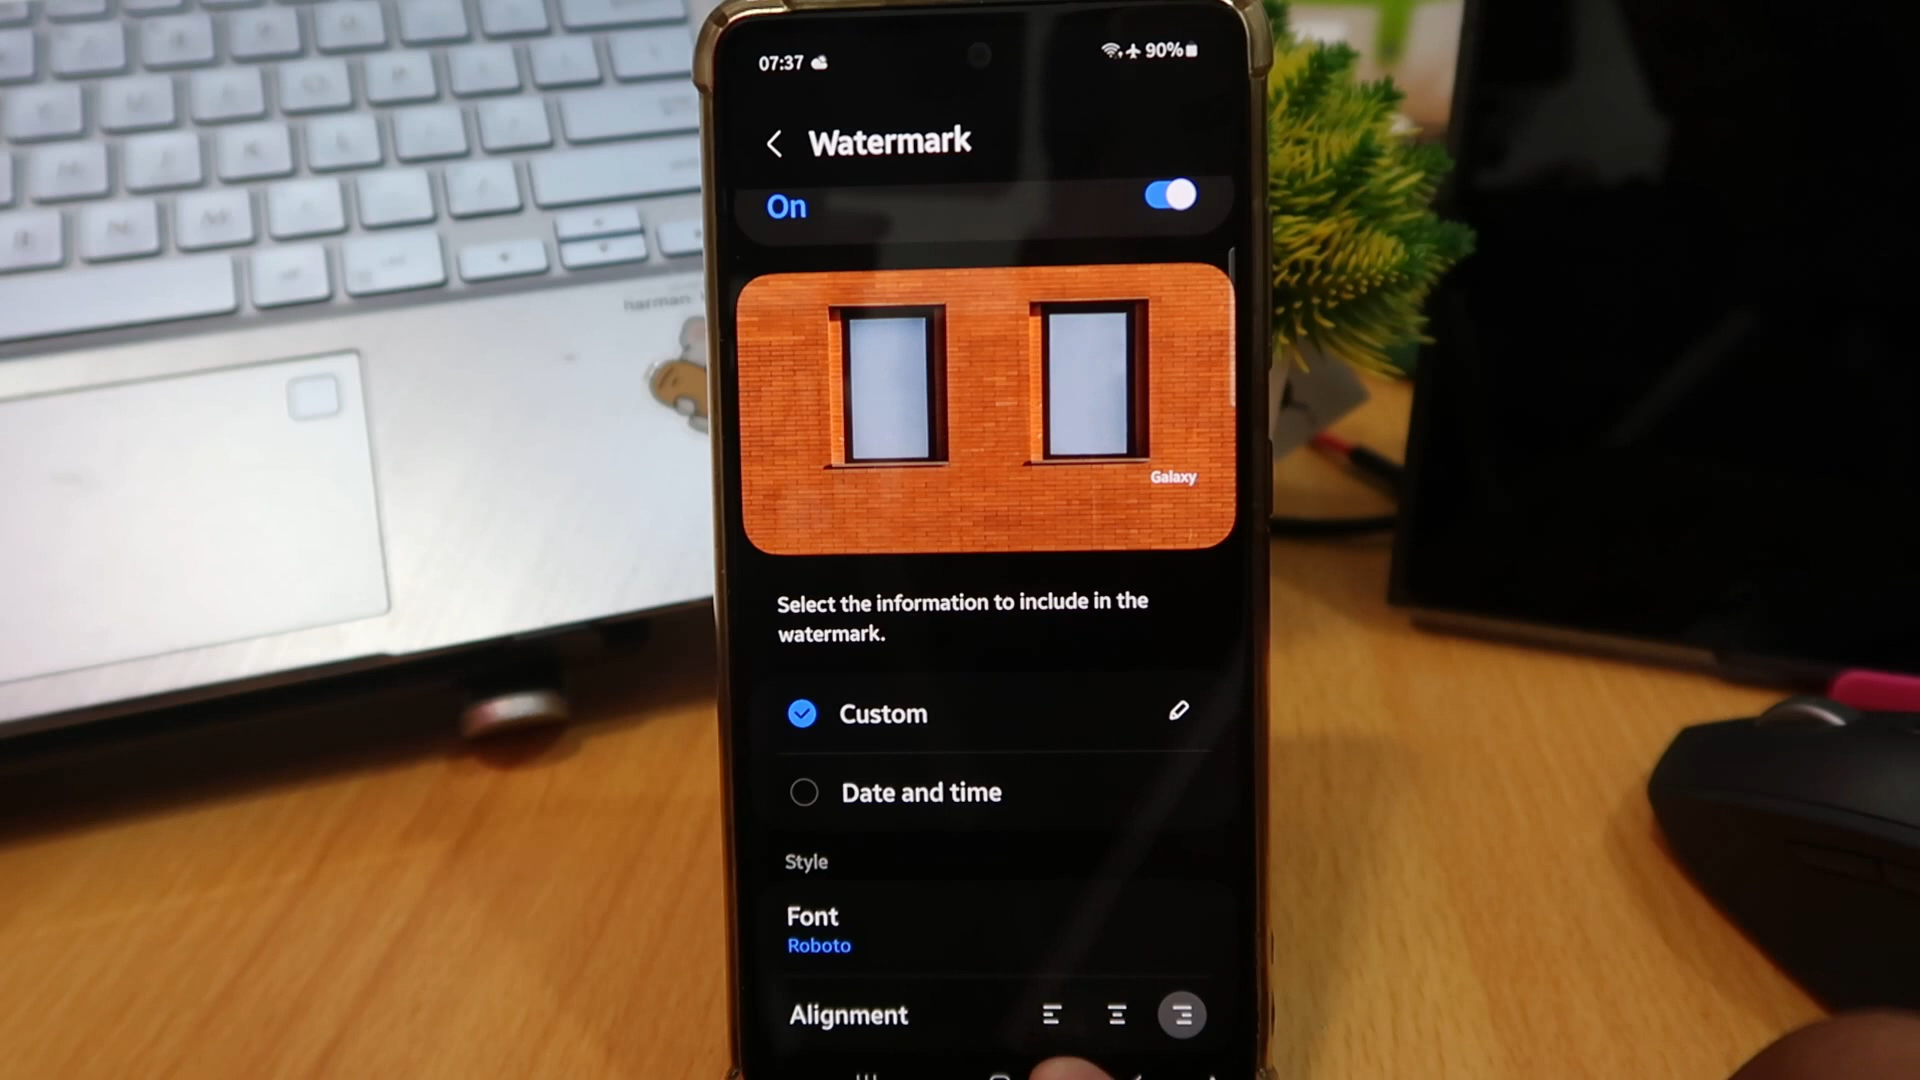 07:37
90%
Watermark
On
Galaxy
Select the information to include in the
watermark.
Custom
Date and time
Style
Font
Roboto
Alignment
harman